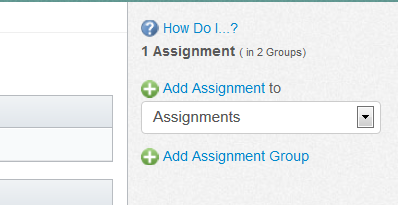 How Do I...?
1 Assignment ( in 2 Groups)
Add Assignment to
Assignments
Add Assignment Group